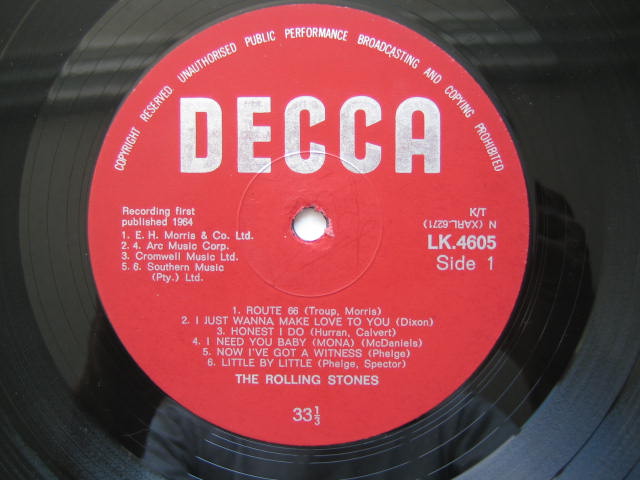 COPYRIGHT RESERVED UNAUTHORISED PUBLIC PERFORMANCE BROADCASTING AND COPYING PROHIBITED
DECCA
Recording first
published 1964
1. E. H. Morris & Co. Ltd.
2. 4. Arc Music Corp.
3. Cromwell Music Ltd.
5. 6. Southern Music
(Pty.) Ltd.
K/T
N (XARL.6271)
LK.4605
Side 1
1. ROUTE 66 (Troup, Morris)
2. I JUST WANNA MAKE LOVE TO YOU (Dixon)
3. HONEST I DO (Hurran, Calvert)
4. I NEED YOU BABY (MONA) (McDaniels)
5. NOW I'VE GOT A WITNESS (Phelge)
6. LITTLE BY LITTLE (Phelge, Spector)
THE ROLLING STONES
33⅓